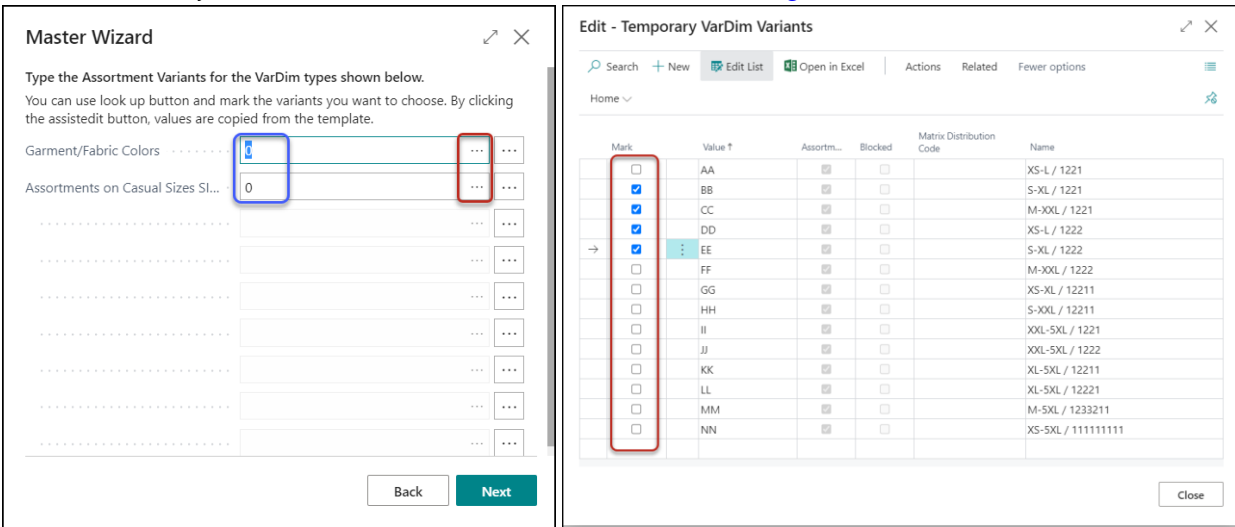 Master Wizard
Type the Assortment Variants for the VarDim types shown below.
You can use look up button and mark the variants you want to choose. By clicking
the assistedit button, values are copied from the template.
Garment/Fabric Colors 0
Assortments on Casual Sizes Sl... 0
Back Next
Edit - Temporary VarDim Variants
Search + New Edit List Open in Excel Actions Related Fewer options
Home
Mark Value ↑ Assortm... Blocked Matrix Distribution Code Name
AA XS-L / 1221
BB S-XL / 1221
CC M-XXL / 1221
DD XS-L / 1222
→ EE S-XL / 1222
FF M-XXL / 1222
GG XS-XL / 12211
HH S-XXL / 12211
II XXL-5XL / 1221
JJ XXL-5XL / 1222
KK XL-5XL / 12211
LL XL-5XL / 12221
MM M-5XL / 1233211
NN XS-5XL / 111111111
Close